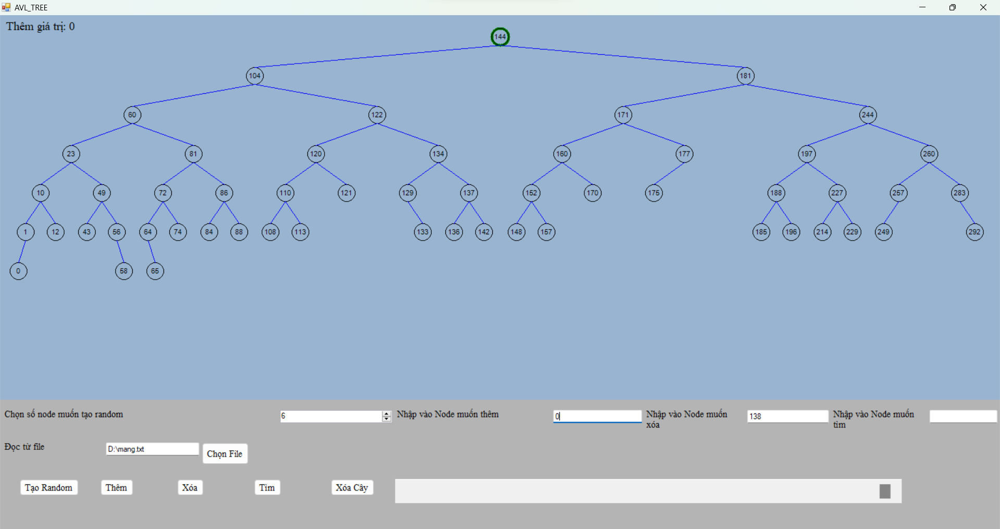 AVL_TREE
Thêm giá trị: 0
144
104 181
60 122 171 244
23 81 120 134 160 177 197 260
10 49 72 86 110 121 129 137 152 170 175 188 227 257 283
1 12 43 56 64 74 84 88 108 113 133 136 142 148 157 185 196 214 229 249 292
0 58 65
Chọn số node muốn tạo random 6 Nhập vào Node muốn thêm 0 Nhập vào Node muốn xóa 138 Nhập vào Node muốn tìm
Đọc từ file D:\mang.txt Chọn File
Tạo Random Thêm Xóa Tìm Xóa Cây